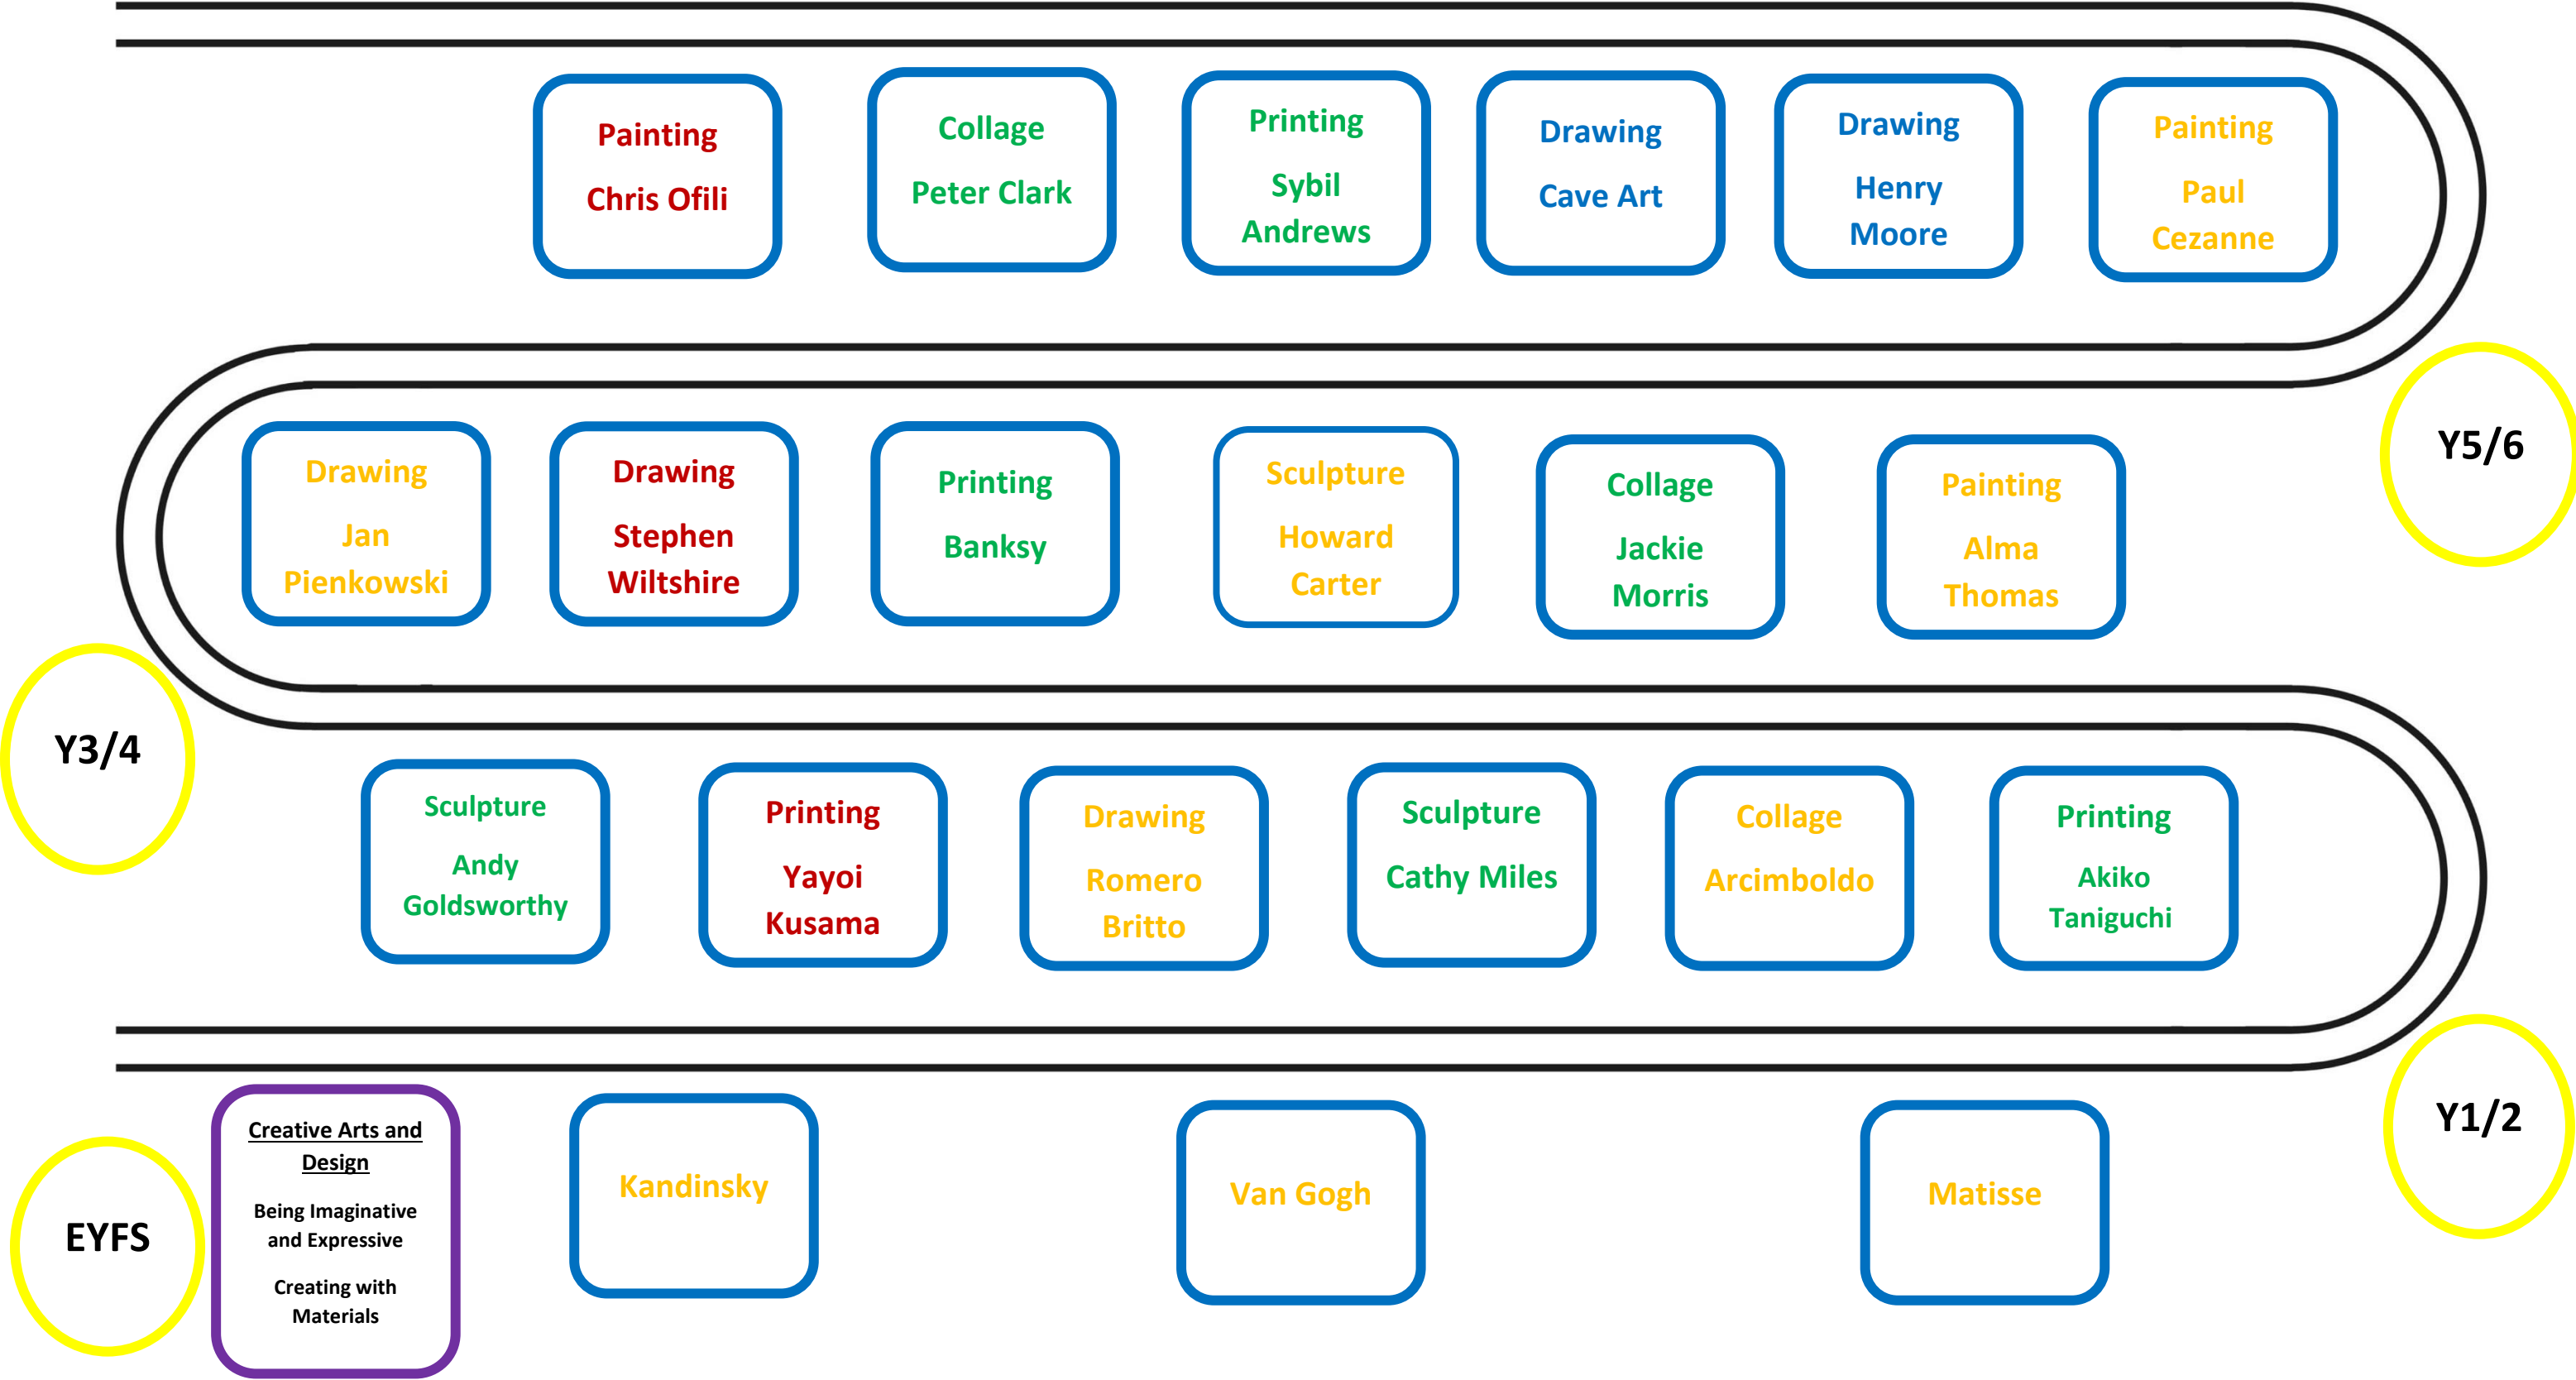 Painting
Chris Ofili
Collage
Peter Clark
Printing
Sybil
Andrews
Drawing
Cave Art
Drawing
Henry
Moore
Painting
Paul
Cezanne
Y5/6
Drawing
Jan
Pienkowski
Drawing
Stephen
Wiltshire
Printing
Banksy
Sculpture
Howard
Carter
Collage
Jackie
Morris
Painting
Alma
Thomas
Y3/4
Sculpture
Andy
Goldsworthy
Printing
Yayoi
Kusama
Drawing
Romero
Britto
Sculpture
Cathy Miles
Collage
Arcimboldo
Printing
Akiko
Taniguchi
Y1/2
EYFS
Creative Arts and
Design
Being Imaginative
and Expressive
Creating with
Materials
Kandinsky
Van Gogh
Matisse